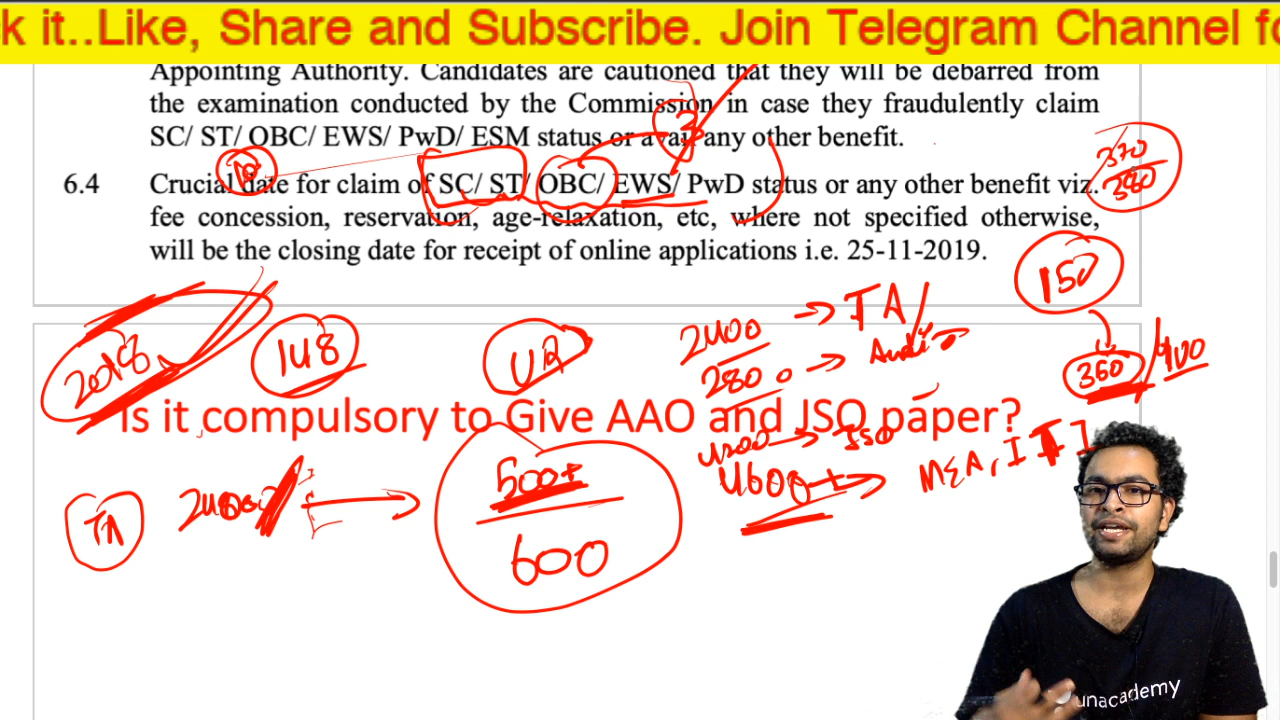 k it..Like, Share and Subscribe. Join Telegram Channel fo
Appointing Authority. Candidates are cautioned that they will be debarred from
the examination conducted by the Commission in case they fraudulently claim
SC/ ST/ OBC/ EWS/ PwD/ ESM status or avail any other benefit.
3
370
380
10
6.4 Crucial date for claim of SC/ ST/ OBC/ EWS/ PwD status or any other benefit viz.
fee concession, reservation, age-relaxation, etc, where not specified otherwise,
will be the closing date for receipt of online applications i.e. 25-11-2019.
150
2400 → TA/
2018 148 UR
2800 → Auditor
360/400
Is it compulsory to Give AAO and JSO paper?
4200 → JSO
4600 + → MEA, I
TA 2400 → 500+
600
unacademy